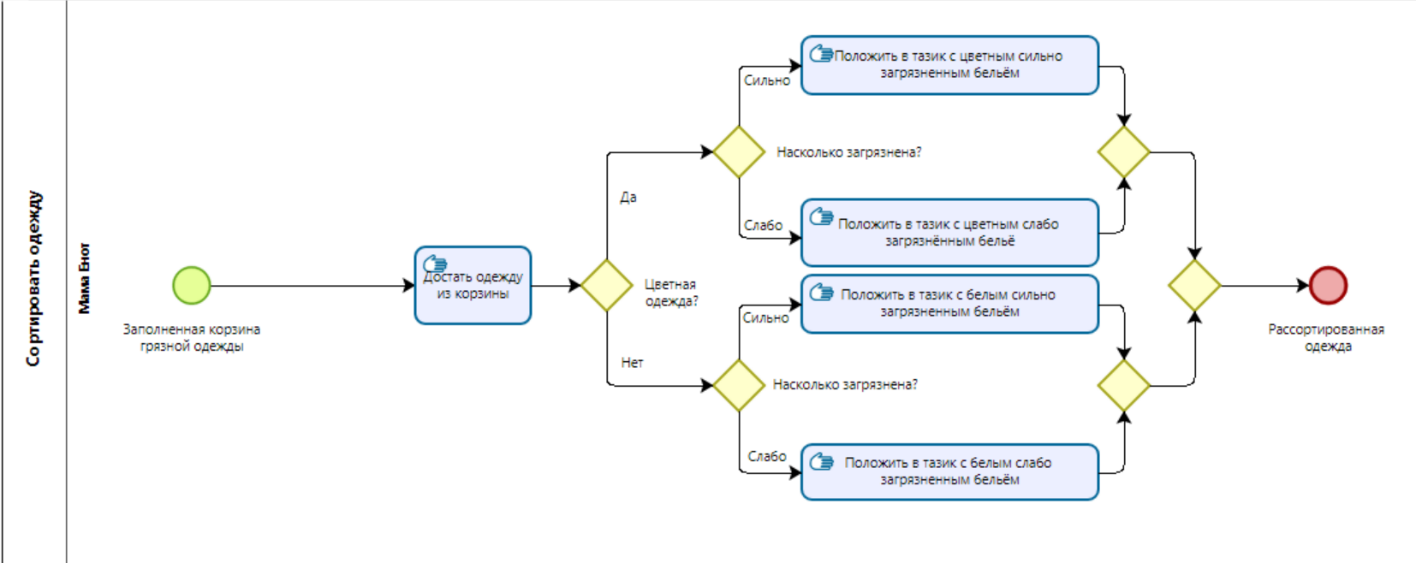 Сортировать одежду
Мама Енот
Заполненная корзина
грязной одежды
Достать одежду
из корзины
Цветная
одежда?
Да
Нет
Насколько загрязнена?
Сильно
Положить в тазик с цветным сильно
загрязненным бельём
Слабо
Положить в тазик с цветным слабо
загрязнённым бельё
Насколько загрязнена?
Сильно
Положить в тазик с белым сильно
загрязненным бельём
Слабо
Положить в тазик с белым слабо
загрязненным бельём
Рассортированная
одежда